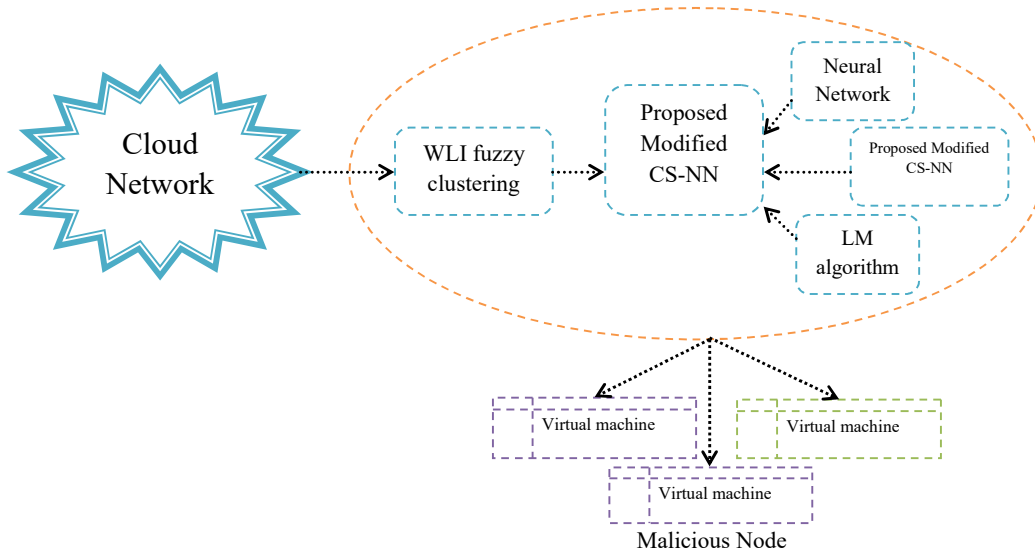 Cloud
Network
WLI fuzzy
clustering
Proposed
Modified
CS-NN
Neural
Network
Proposed Modified
CS-NN
LM
algorithm
Virtual machine
Virtual machine
Virtual machine
Malicious Node